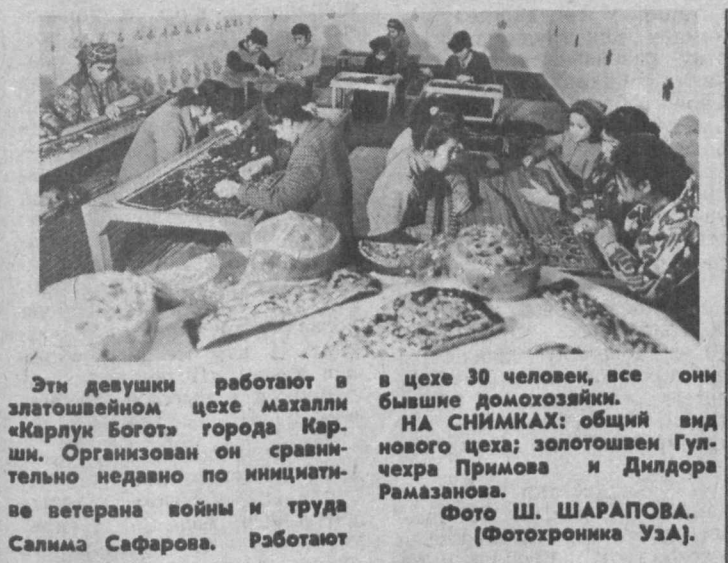 Эти девушки работают в
златошвейном цехе махалли
«Карлук Богот» города Кар-
ши. Организован он сравни-
тельно недавно по инициати-
ве ветерана войны и труда
Салима Сафарова. Работают
в цехе 30 человек, все они
бывшие домохозяйки.
НА СНИМКАХ: общий вид
нового цеха; золотошвеи Гул-
чехра Примова и Дилдора
Рамазанова.
Фото Ш. ШАРАПОВА.
(Фотохроника УзА).